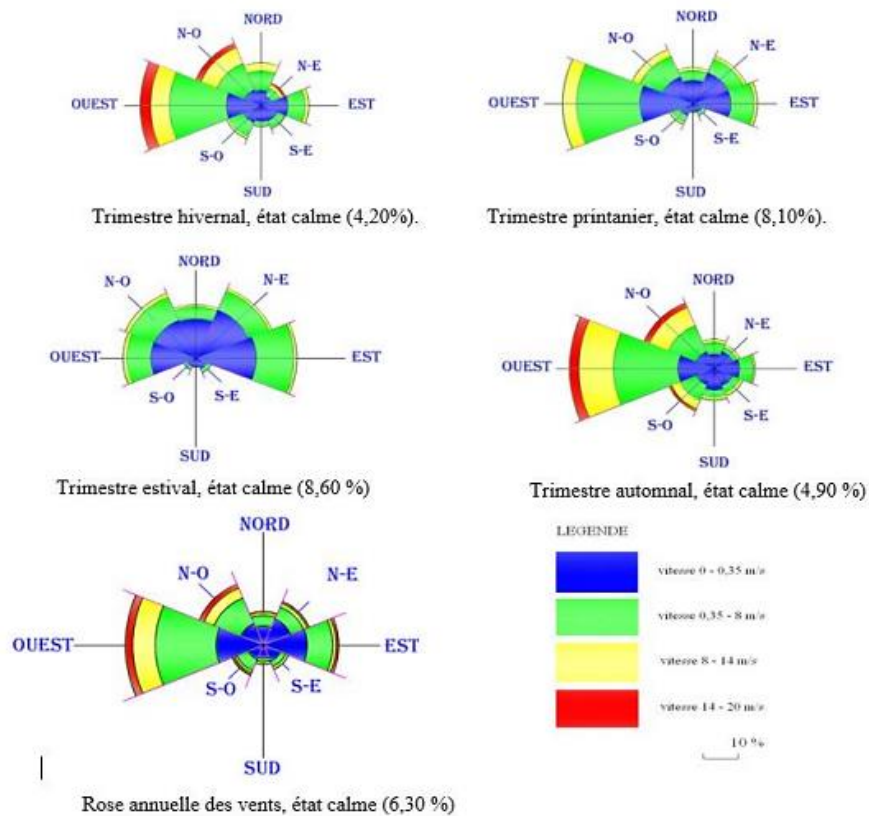 NORD
N-O
N-E
OUEST
EST
S-O
S-E
SUD
Trimestre hivernal, état calme (4,20%).
NORD
N-O
N-E
OUEST
EST
S-O
S-E
SUD
Trimestre printanier, état calme (8,10%).
NORD
N-O
N-E
OUEST
EST
S-O
S-E
SUD
Trimestre estival, état calme (8,60 %)
NORD
N-O
N-E
OUEST
EST
S-O
S-E
SUD
Trimestre automnal, état calme (4,90 %)
NORD
N-O
N-E
OUEST
EST
S-O
S-E
SUD
Rose annuelle des vents, état calme (6,30 %)
LEGENDE
vitesse 0 - 0,35 m/s
vitesse 0,35 - 8 m/s
vitesse 8 - 14 m/s
vitesse 14 - 20 m/s
10 %